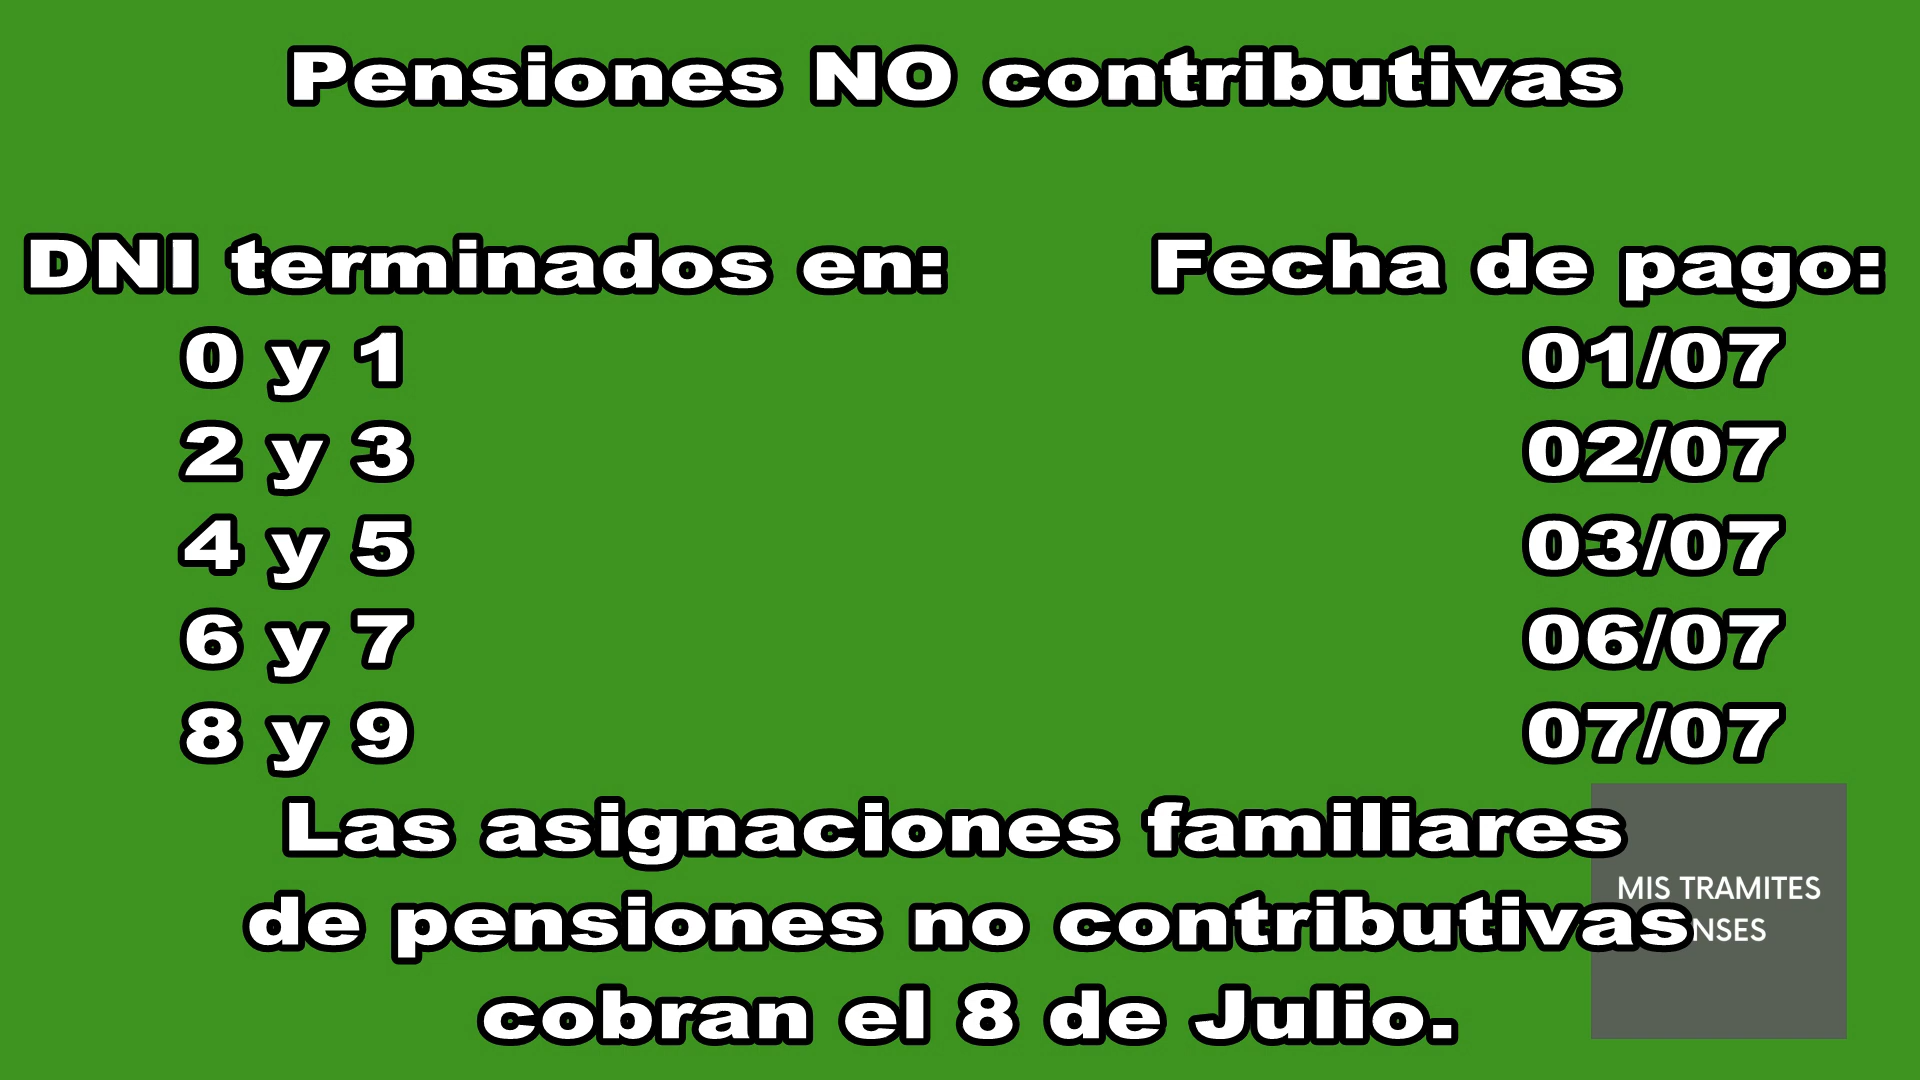 Pensiones NO contributivas
DNI terminados en: Fecha de pago:
0 y 1 01/07
2 y 3 02/07
4 y 5 03/07
6 y 7 06/07
8 y 9 07/07
Las asignaciones familiares
de pensiones no contributivas
cobran el 8 de Julio.
MIS TRAMITES